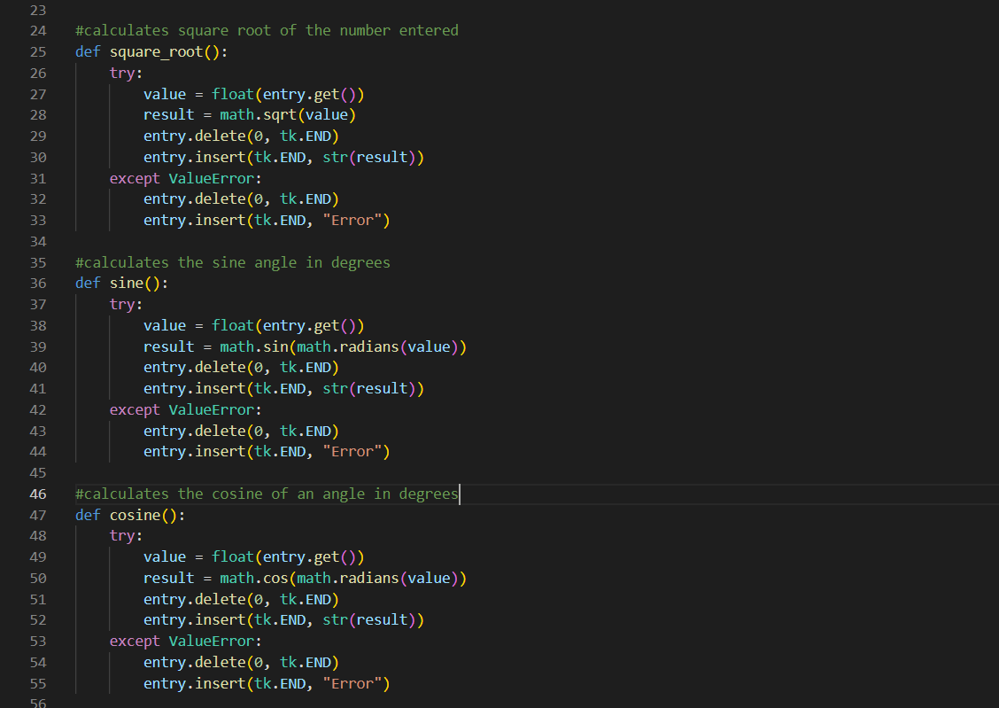 23
24 #calculates square root of the number entered
25 def square_root():
26     try:
27         value = float(entry.get())
28         result = math.sqrt(value)
29         entry.delete(0, tk.END)
30         entry.insert(tk.END, str(result))
31     except ValueError:
32         entry.delete(0, tk.END)
33         entry.insert(tk.END, "Error")
34
35 #calculates the sine angle in degrees
36 def sine():
37     try:
38         value = float(entry.get())
39         result = math.sin(math.radians(value))
40         entry.delete(0, tk.END)
41         entry.insert(tk.END, str(result))
42     except ValueError:
43         entry.delete(0, tk.END)
44         entry.insert(tk.END, "Error")
45
46 #calculates the cosine of an angle in degrees
47 def cosine():
48     try:
49         value = float(entry.get())
50         result = math.cos(math.radians(value))
51         entry.delete(0, tk.END)
52         entry.insert(tk.END, str(result))
53     except ValueError:
54         entry.delete(0, tk.END)
55         entry.insert(tk.END, "Error")
56